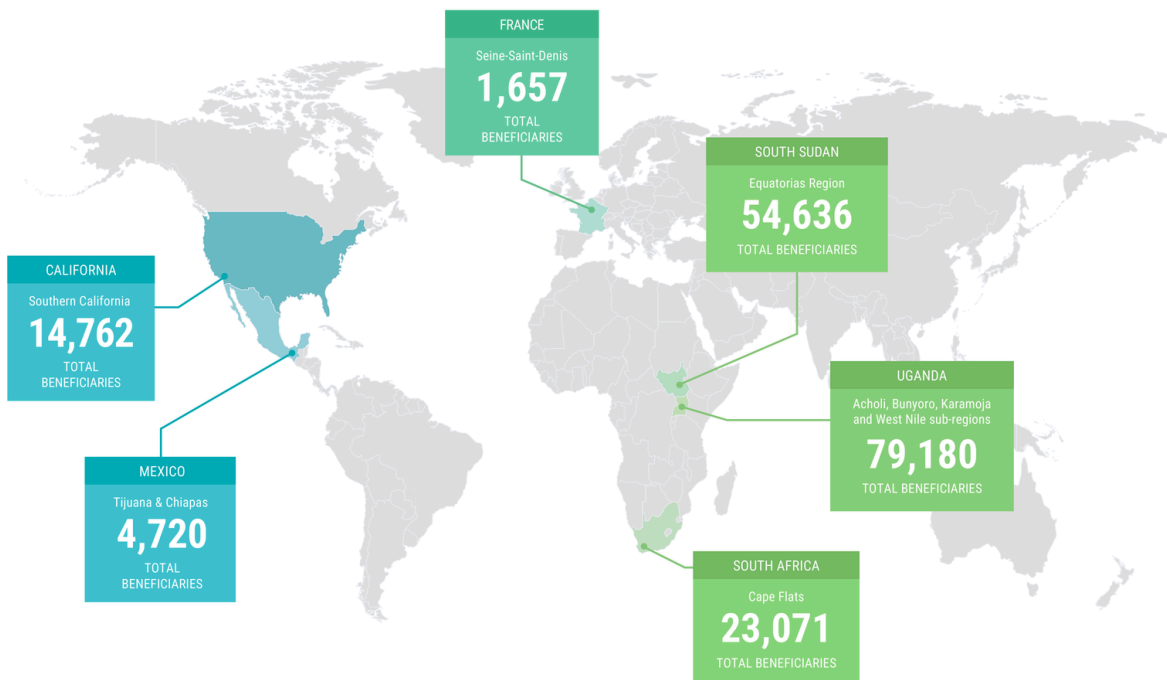 FRANCE
Seine-Saint-Denis
1,657
TOTAL
BENEFICIARIES
SOUTH SUDAN
Equatorias Region
54,636
TOTAL BENEFICIARIES
CALIFORNIA
Southern California
14,762
TOTAL
BENEFICIARIES
UGANDA
Acholi, Bunyoro, Karamoja
and West Nile sub-regions
79,180
TOTAL BENEFICIARIES
MEXICO
Tijuana & Chiapas
4,720
TOTAL
BENEFICIARIES
SOUTH AFRICA
Cape Flats
23,071
TOTAL BENEFICIARIES